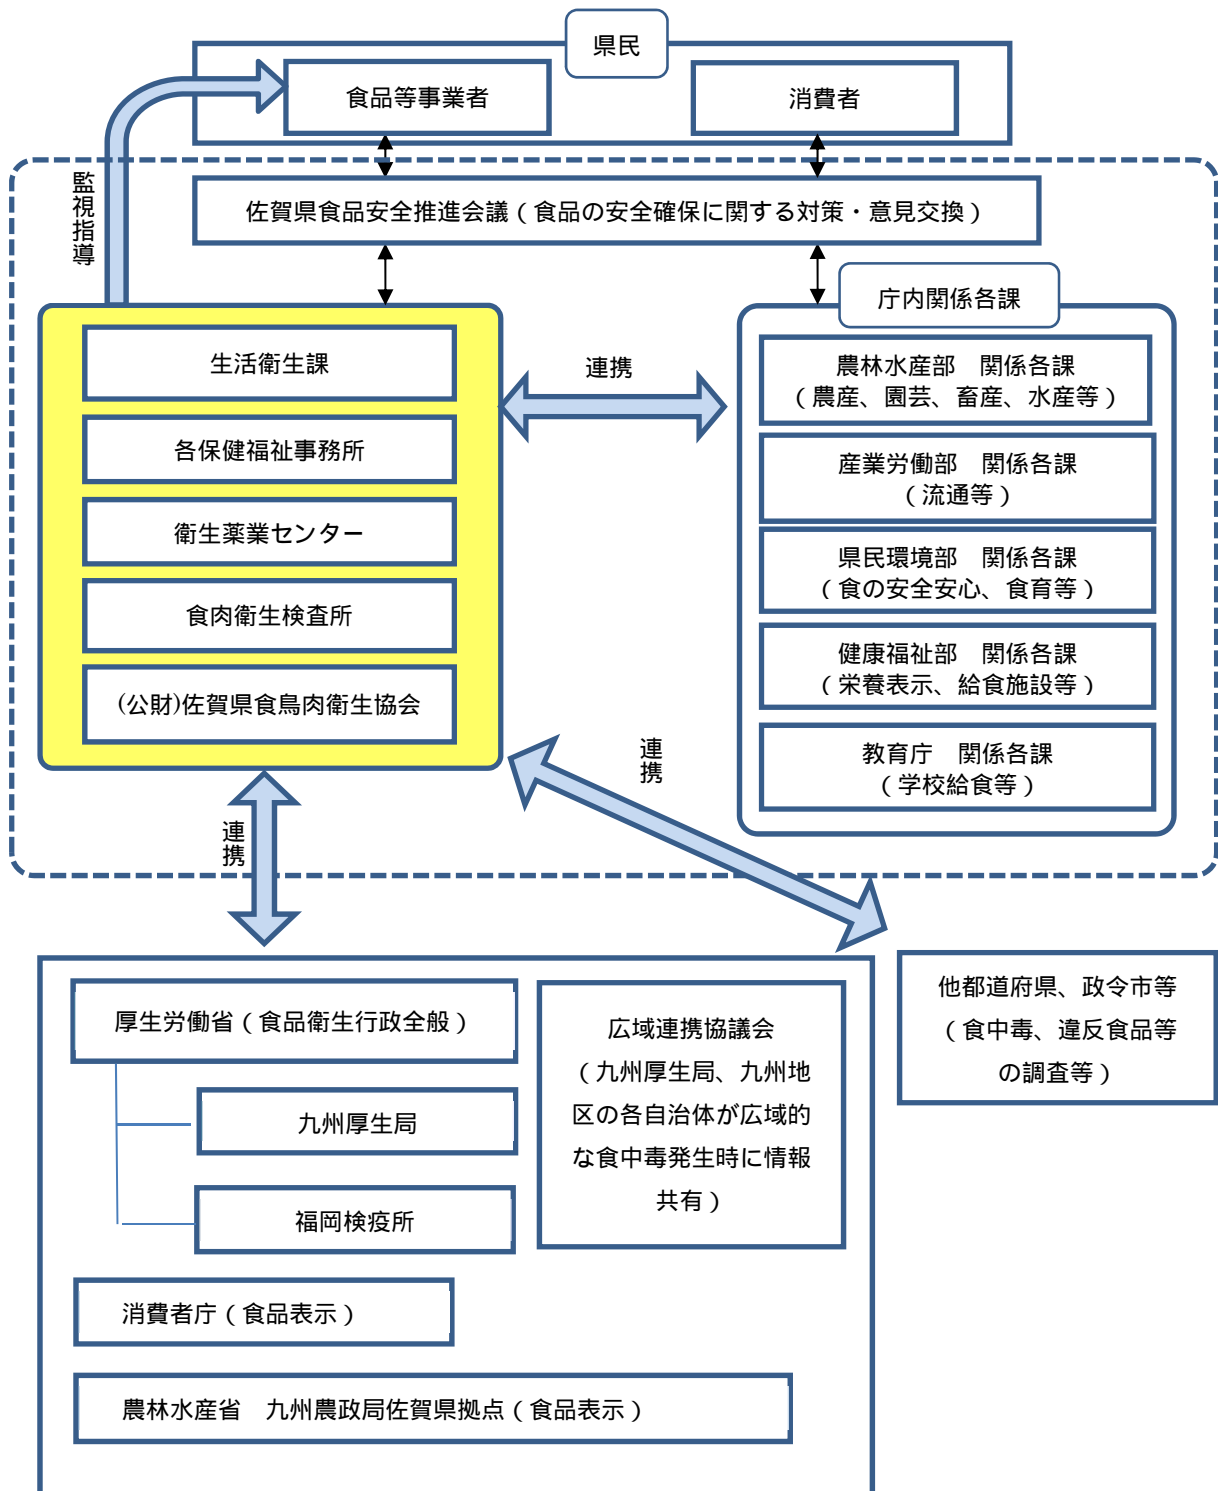 県民
食品等事業者
消費者
監視指導
佐賀県食品安全推進会議(食品の安全確保に関する対策・意見交換)
庁内関係各課
生活衛生課
各保健福祉事務所
衛生薬業センター
食肉衛生検査所
(公財)佐賀県食鳥肉衛生協会
連携
農林水産部 関係各課
(農産、園芸、畜産、水産等)
産業労働部 関係各課
(流通等)
県民環境部 関係各課
(食の安全安心、食育等)
健康福祉部 関係各課
(栄養表示、給食施設等)
教育庁 関係各課
(学校給食等)
連携
連携
厚生労働省(食品衛生行政全般)
九州厚生局
福岡検疫所
消費者庁(食品表示)
農林水産省 九州農政局佐賀県拠点(食品表示)
広域連携協議会
(九州厚生局、九州地
区の各自治体が広域的
な食中毒発生時に情報
共有)
他都道府県、政令市等
(食中毒、違反食品等
の調査等)